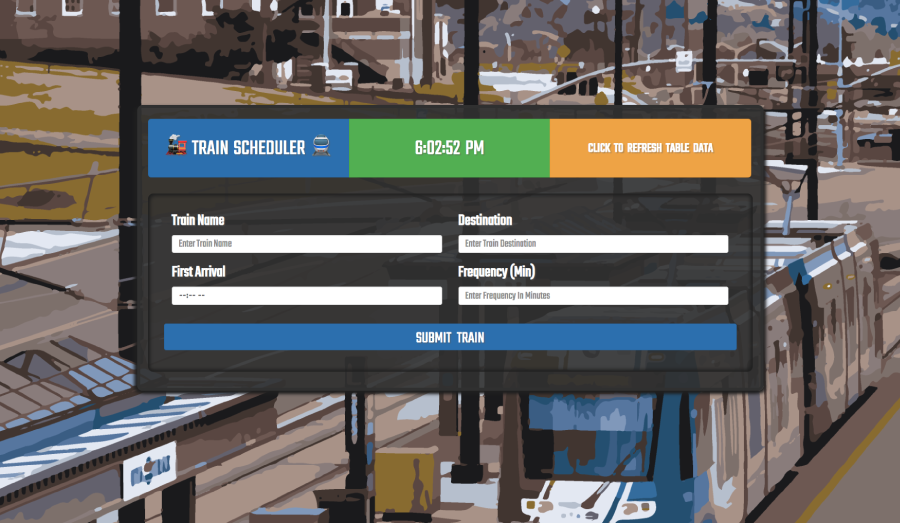 TRAIN SCHEDULER
6:02:52 PM
CLICK TO REFRESH TABLE DATA
Train Name
Destination
Enter Train Name
Enter Train Destination
First Arrival
Frequency (Min)
--:-- --
Enter Frequency In Minutes
SUBMIT TRAIN